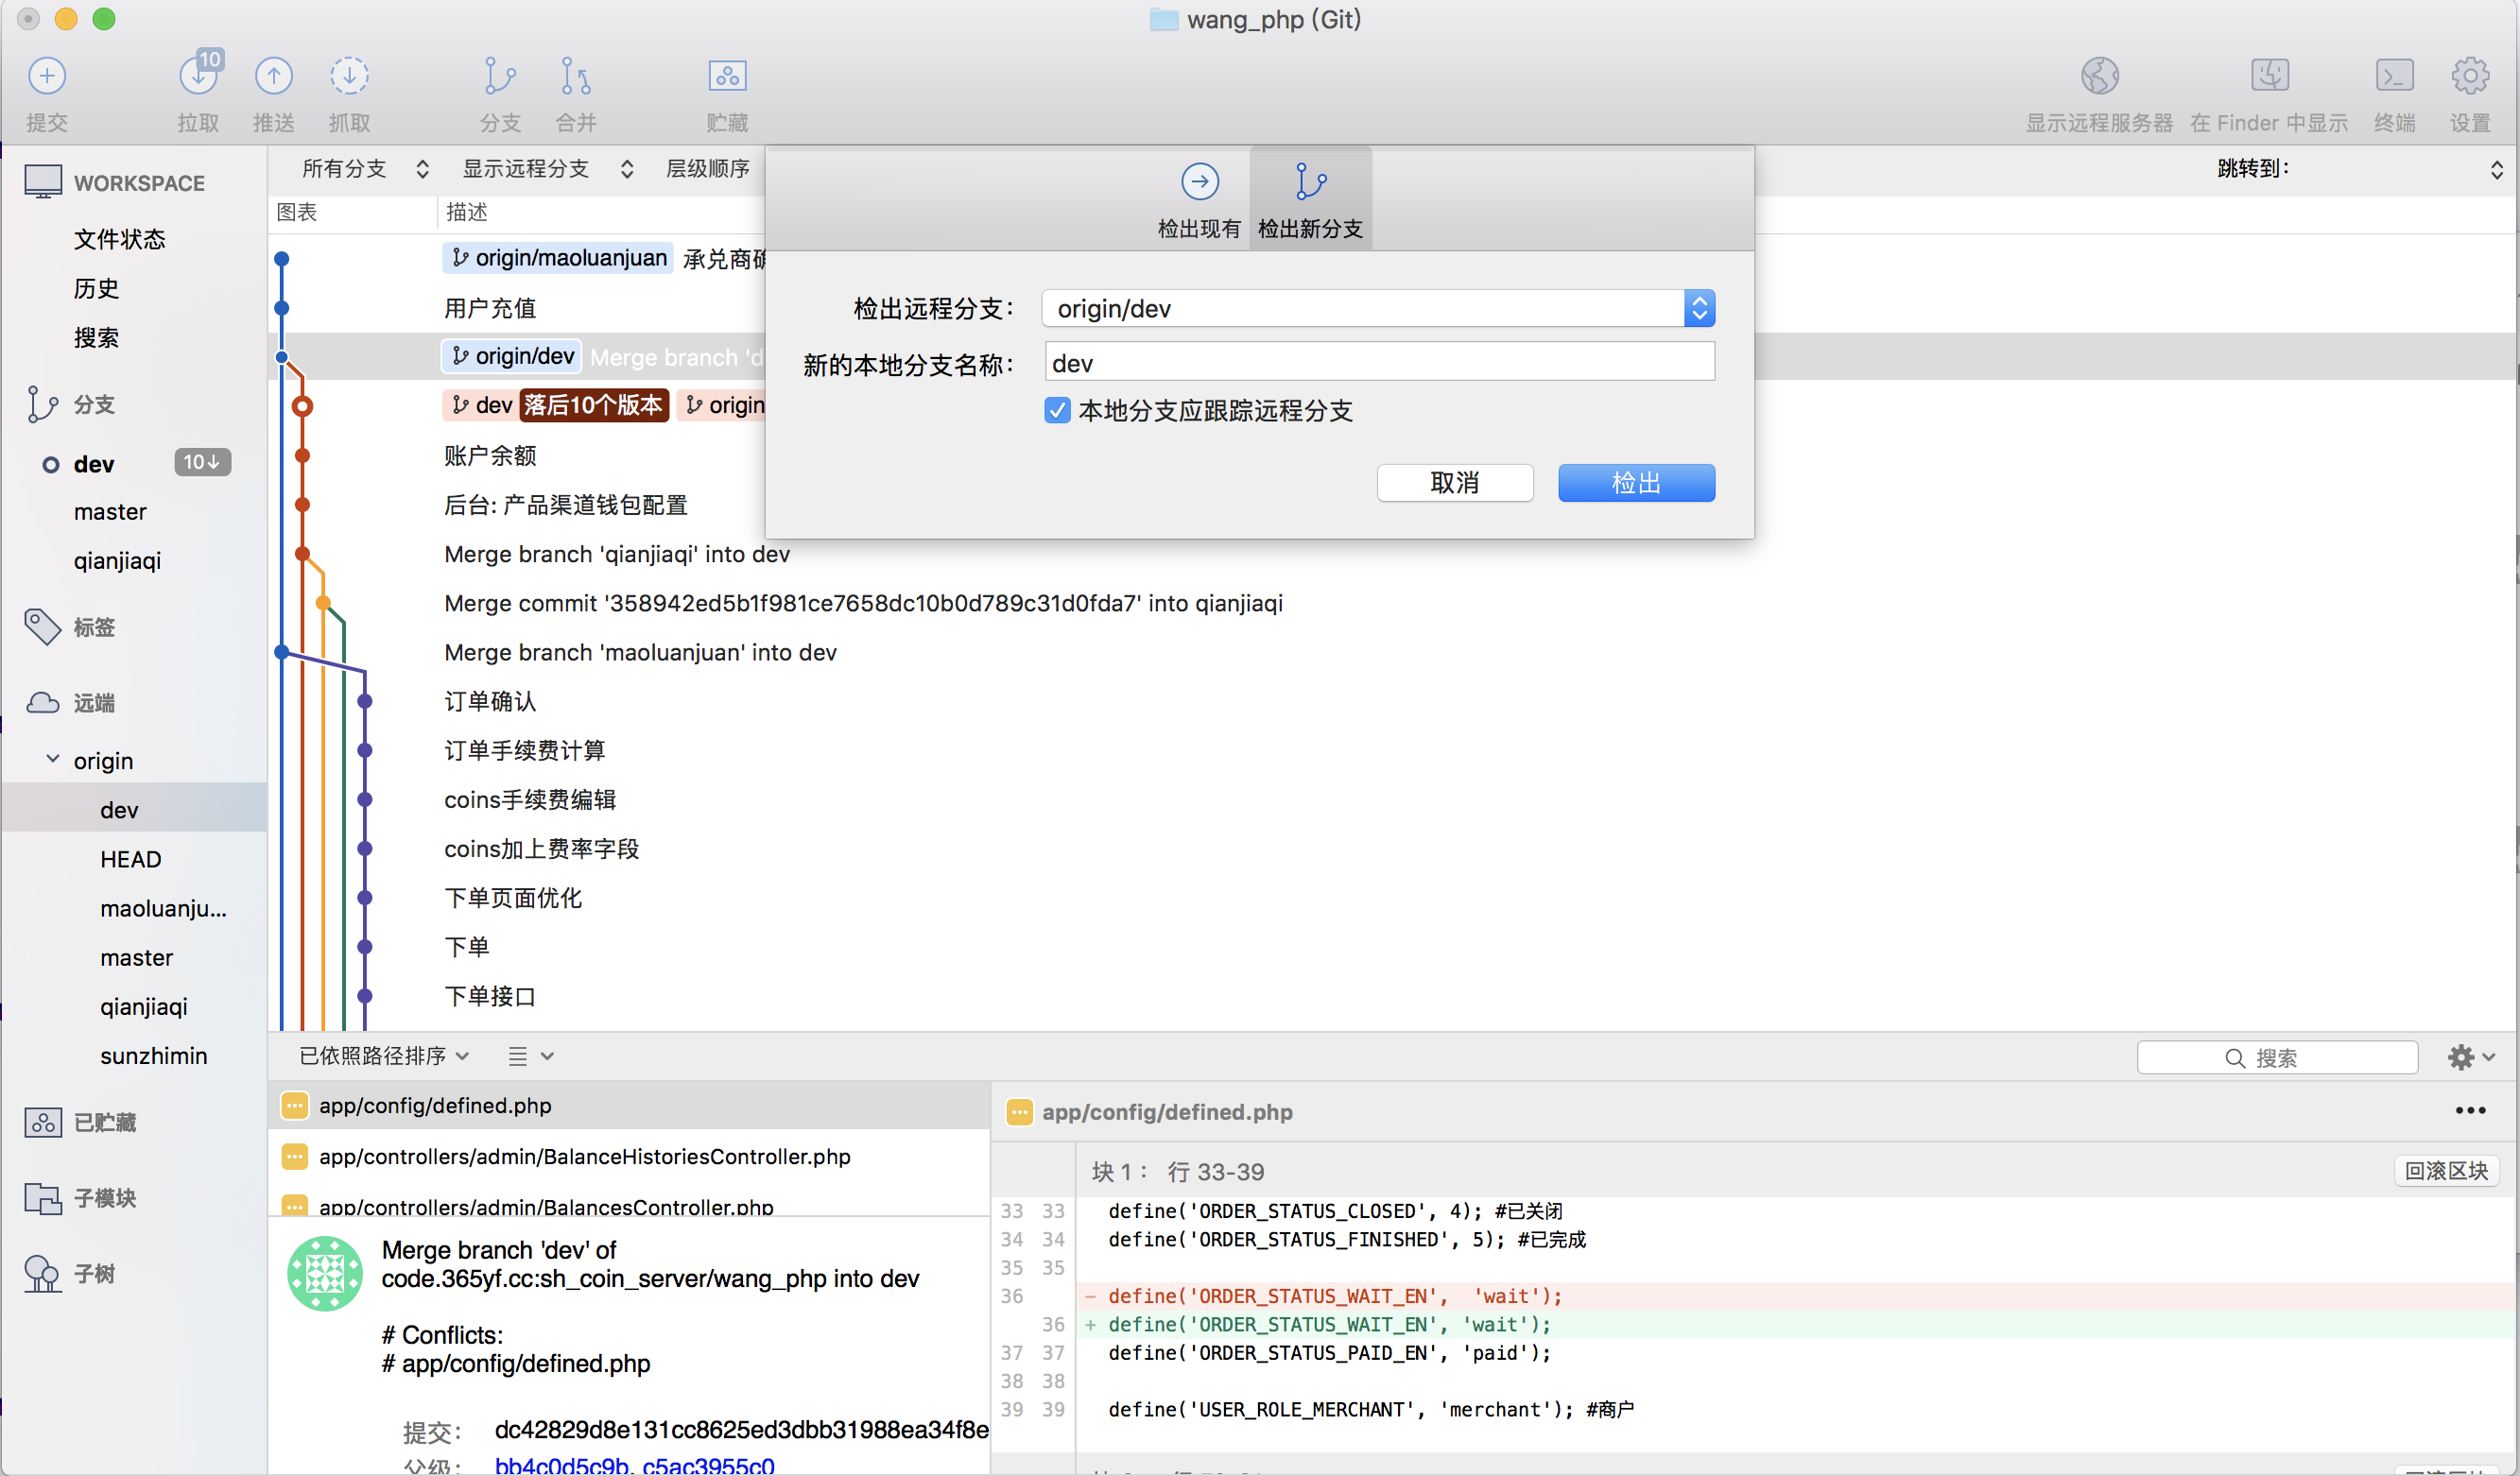 wang_php (Git)
10
提交
拉取
推送
抓取
分支
合并
贮藏
显示远程服务器
在 Finder 中显示
终端
设置
WORKSPACE
文件状态
历史
搜索
分支
dev 10↓
master
qianjiaqi
标签
远端
origin
dev
HEAD
maoluanju...
master
qianjiaqi
sunzhimin
已贮藏
子模块
子树
所有分支
显示远程分支
层级顺序
跳转到:
图表
描述
origin/maoluanjuan 承兑商确
用户充值
origin/dev Merge branch 'd
dev 落后10个版本 origin
账户余额
后台: 产品渠道钱包配置
Merge branch 'qianjiaqi' into dev
Merge commit '358942ed5b1f981ce7658dc10b0d789c31d0fda7' into qianjiaqi
Merge branch 'maoluanjuan' into dev
订单确认
订单手续费计算
coins手续费编辑
coins加上费率字段
下单页面优化
下单
下单接口
检出现有
检出新分支
检出远程分支: origin/dev
新的本地分支名称: dev
本地分支应跟踪远程分支
取消
检出
已依照路径排序
搜索
app/config/defined.php
app/controllers/admin/BalanceHistoriesController.php
app/controllers/admin/BalancesController.php
Merge branch 'dev' of
code.365yf.cc:sh_coin_server/wang_php into dev
# Conflicts:
# app/config/defined.php
提交: dc42829d8e131cc8625ed3dbb31988ea34f8e
父级: bb4c0d5c9b, c5ac3955c0
app/config/defined.php
块 1: 行 33-39
回滚区块
33 33 define('ORDER_STATUS_CLOSED', 4); #已关闭
34 34 define('ORDER_STATUS_FINISHED', 5); #已完成
35 35
36 - define('ORDER_STATUS_WAIT_EN',  'wait');
36 + define('ORDER_STATUS_WAIT_EN', 'wait');
37 37 define('ORDER_STATUS_PAID_EN', 'paid');
38 38
39 39 define('USER_ROLE_MERCHANT', 'merchant'); #商户